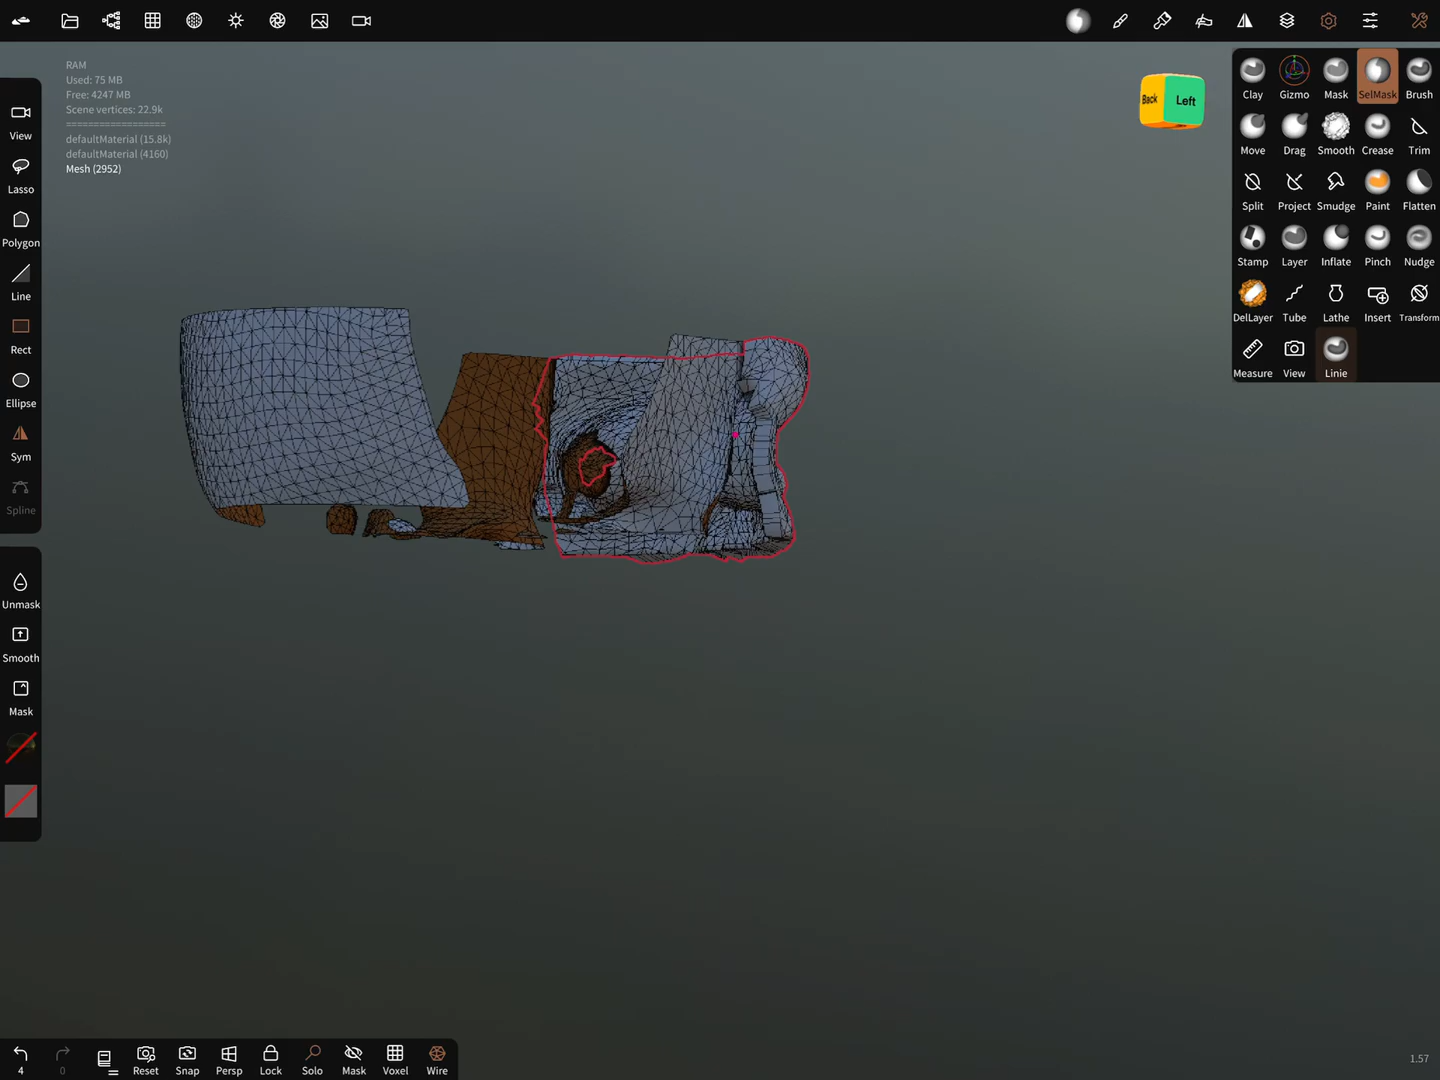 RAM
Used: 75 MB
Free: 4247 MB
Scene vertices: 22.9k
==================
defaultMaterial (15.8k)
defaultMaterial (4160)
Mesh (2952)
Back
Left
Clay Gizmo Mask SelMask Brush
Move Drag Smooth Crease Trim
Split Project Smudge Paint Flatten
Stamp Layer Inflate Pinch Nudge
DelLayer Tube Lathe Insert Transform
Measure View Linie
View
Lasso
Polygon
Line
Rect
Ellipse
Sym
Spline
Unmask
Smooth
Mask
4 0 Reset Snap Persp Lock Solo Mask Voxel Wire
1.57